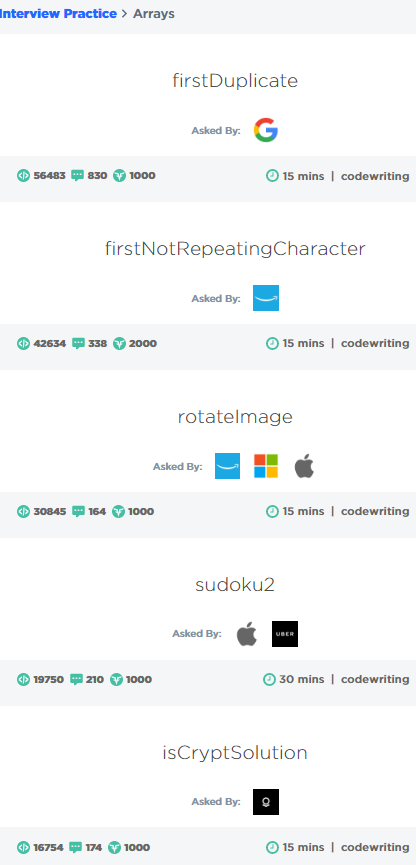 Interview Practice > Arrays
firstDuplicate
Asked By:
56483 830 1000 15 mins | codewriting
firstNotRepeatingCharacter
Asked By:
42634 338 2000 15 mins | codewriting
rotateImage
Asked By:
30845 164 1000 15 mins | codewriting
sudoku2
Asked By: UBER
19750 210 1000 30 mins | codewriting
isCryptSolution
Asked By:
16754 174 1000 15 mins | codewriting